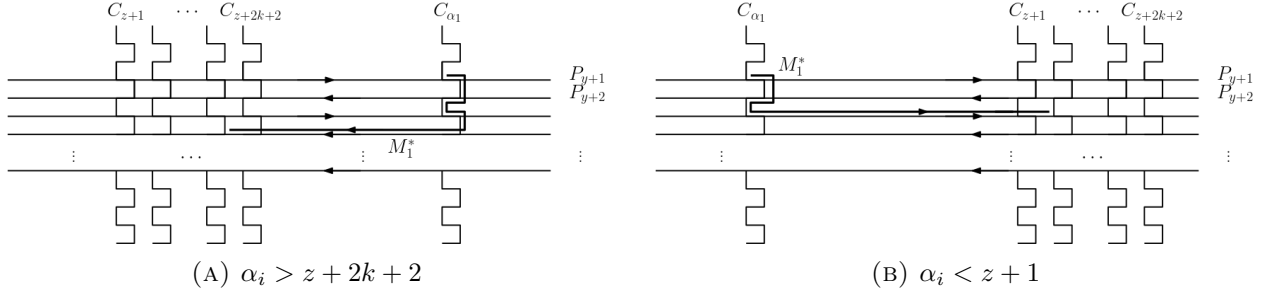 C_{z+1} ··· C_{z+2k+2} C_{α_1}
P_{y+1}
P_{y+2}
M_1^*
⋮ ··· ⋮ ⋮
(A) α_i > z + 2k + 2
C_{α_1} C_{z+1} ··· C_{z+2k+2}
M_1^*
P_{y+1}
P_{y+2}
⋮ ⋮ ··· ⋮
(B) α_i < z + 1